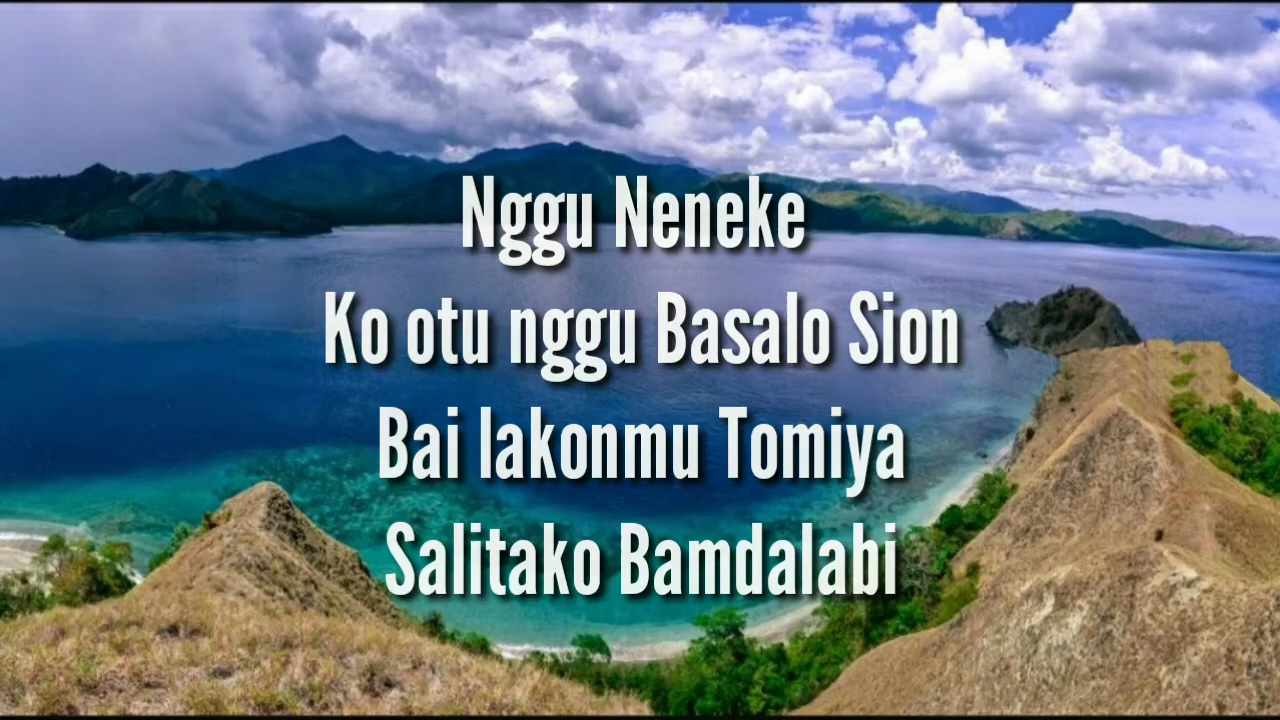 Nggu Neneke
Ko otu nggu Basalo Sion
Bai lakonmu Tomiya
Salitako Bamdalabi